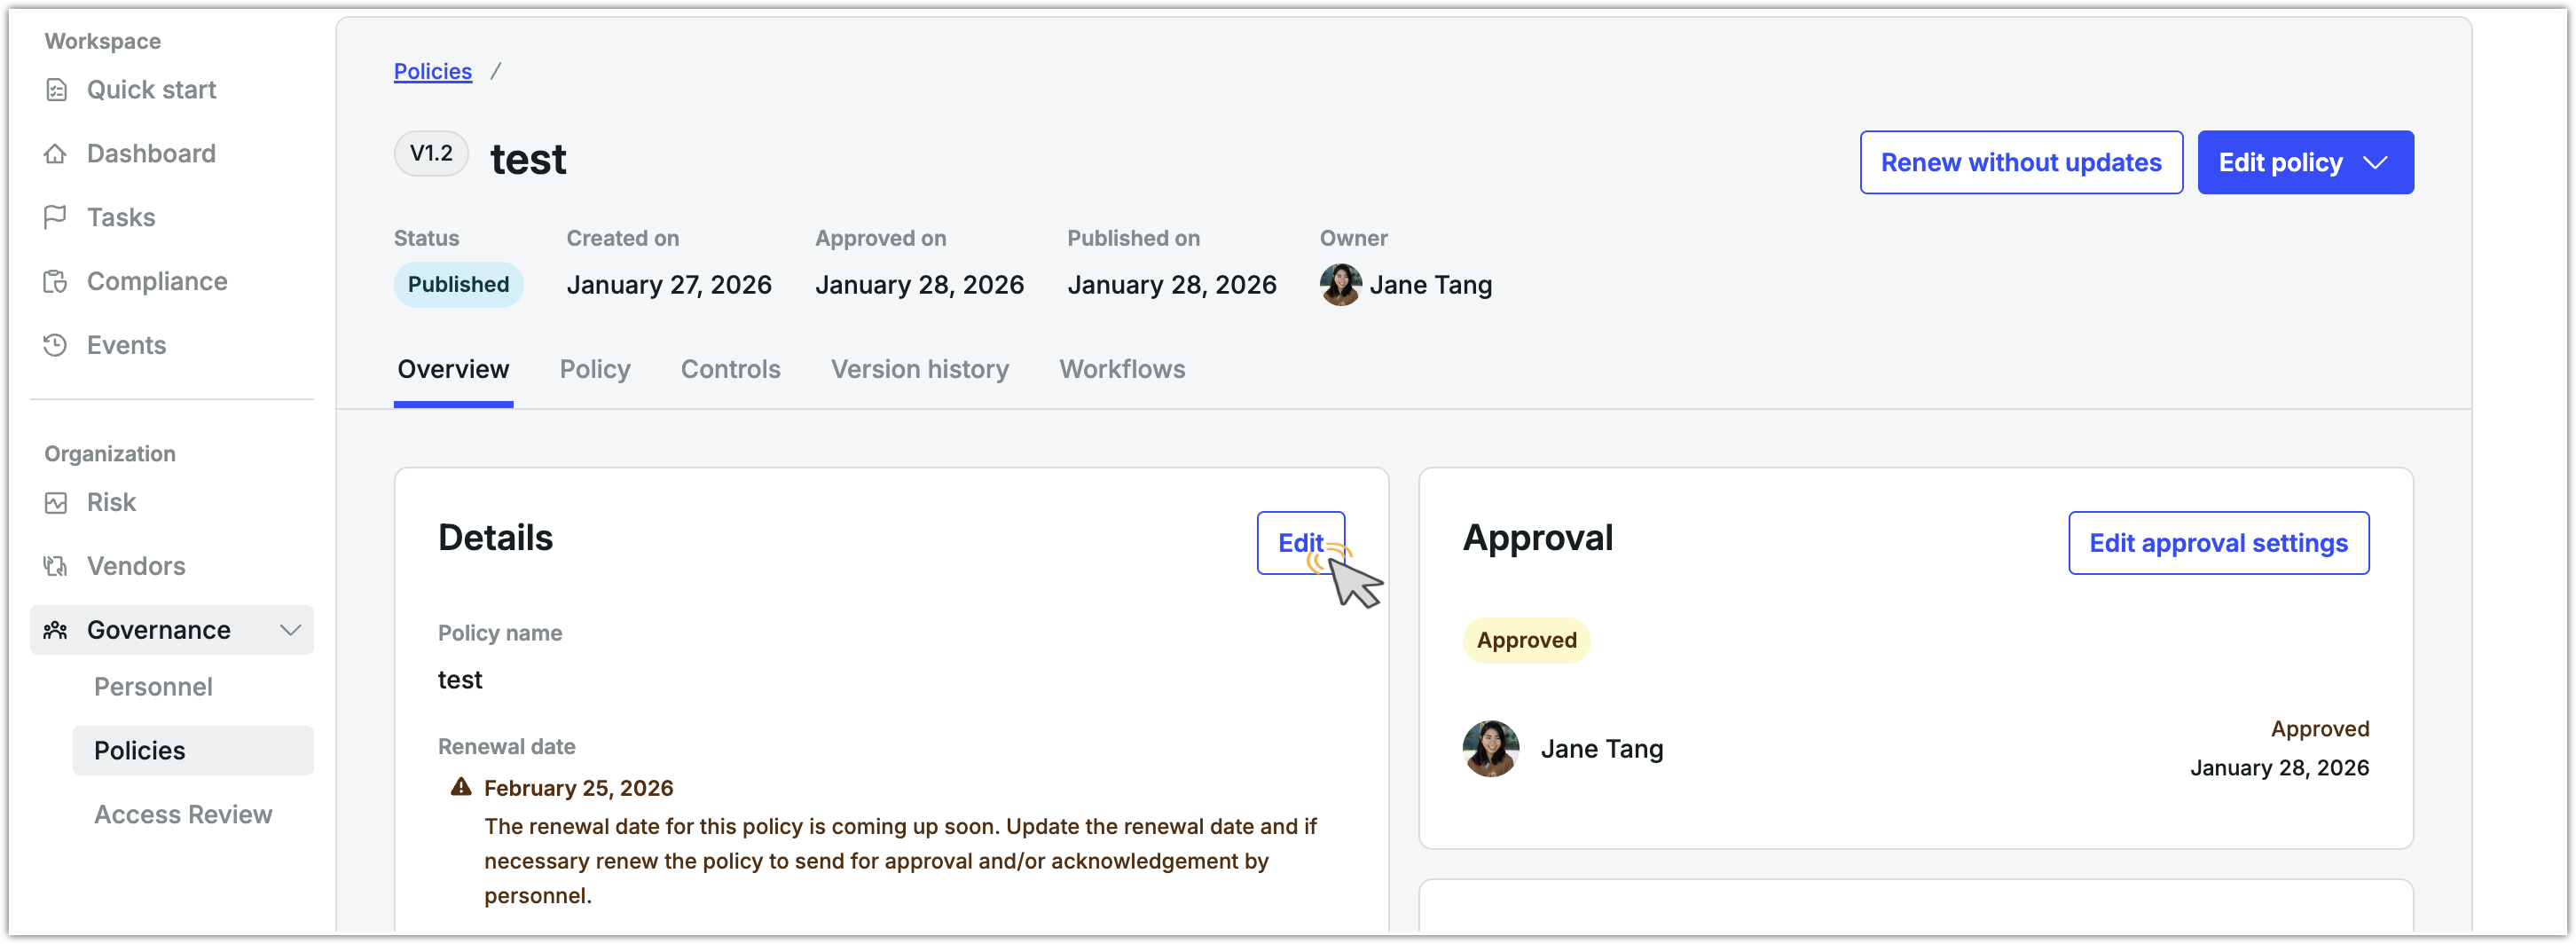 Workspace
Quick start
Dashboard
Tasks
Compliance
Events
Organization
Risk
Vendors
Governance
Personnel
Policies
Access Review
Policies /
V1.2 test
Renew without updates
Edit policy
Status Created on Approved on Published on Owner
Published January 27, 2026 January 28, 2026 January 28, 2026 Jane Tang
Overview Policy Controls Version history Workflows
Details
Edit
Policy name
test
Renewal date
February 25, 2026
The renewal date for this policy is coming up soon. Update the renewal date and if
necessary renew the policy to send for approval and/or acknowledgement by
personnel.
Approval
Edit approval settings
Approved
Jane Tang
Approved
January 28, 2026